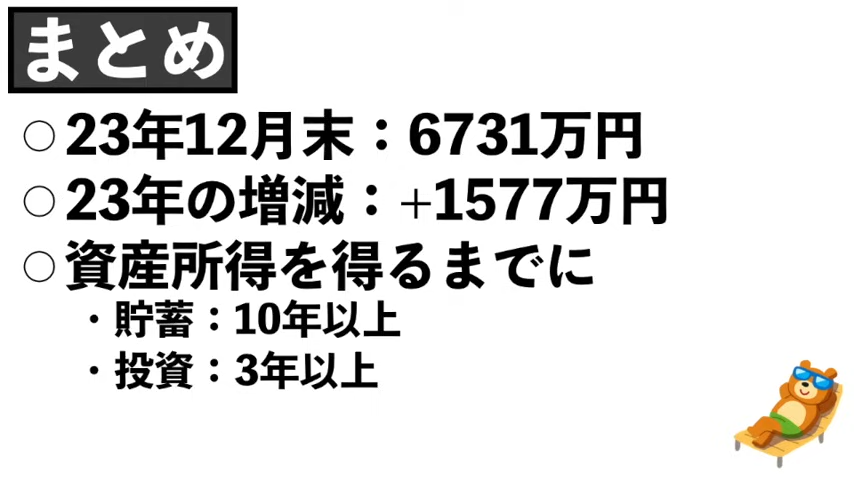 まとめ
○23年12月末：6731万円
○23年の増減：+1577万円
○資産所得を得るまでに
・貯蓄：10年以上
・投資：3年以上